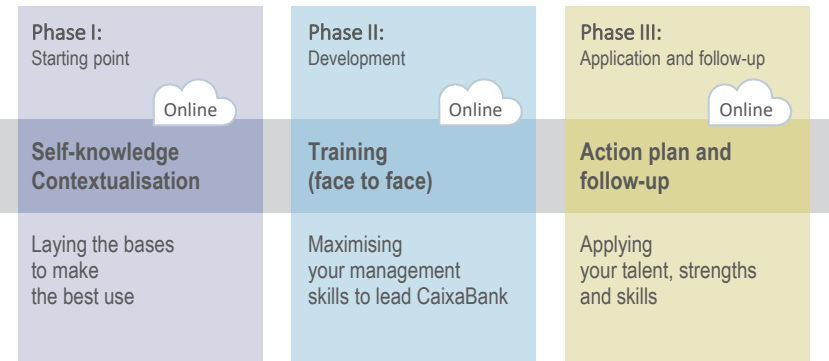 Phase I:
Starting point
Online
Self-knowledge
Contextualisation
Laying the bases
to make
the best use
Phase II:
Development
Online
Training
(face to face)
Maximising
your management
skills to lead CaixaBank
Phase III:
Application and follow-up
Online
Action plan and
follow-up
Applying
your talent, strengths
and skills